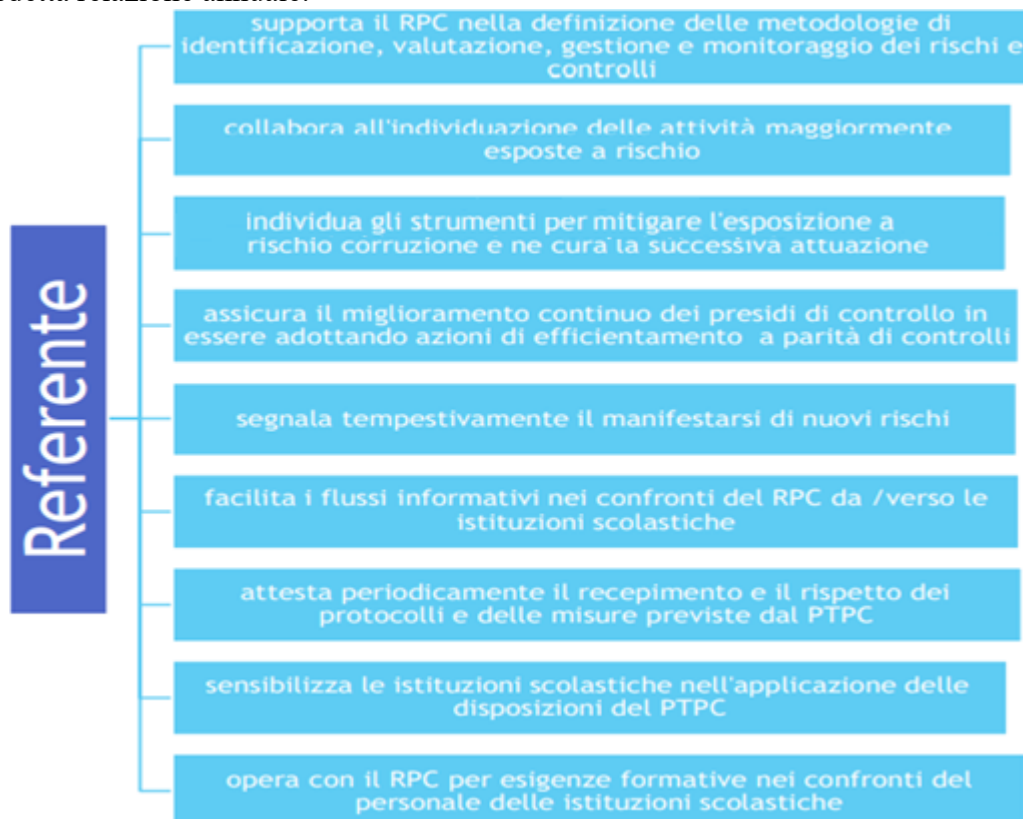 relazione annuale.
supporta il RPC nella definizione delle metodologie di
identificazione, valutazione, gestione e monitoraggio dei rischi e
controlli
collabora all'individuazione delle attività maggiormente
esposte a rischio
individua gli strumenti per mitigare l'esposizione a
rischio corruzione e ne cura la successiva attuazione
Referente
assicura il miglioramento continuo dei presidi di controllo in
essere adottando azioni di efficientamento a parità di controlli
segnala tempestivamente il manifestarsi di nuovi rischi
facilita i flussi informativi nei confronti del RPC da /verso le
istituzioni scolastiche
attesta periodicamente il recepimento e il rispetto dei
protocolli e delle misure previste dal PTPC
sensibilizza le istituzioni scolastiche nell'applicazione delle
disposizioni del PTPC
opera con il RPC per esigenze formative nei confronti del
personale delle istituzioni scolastiche